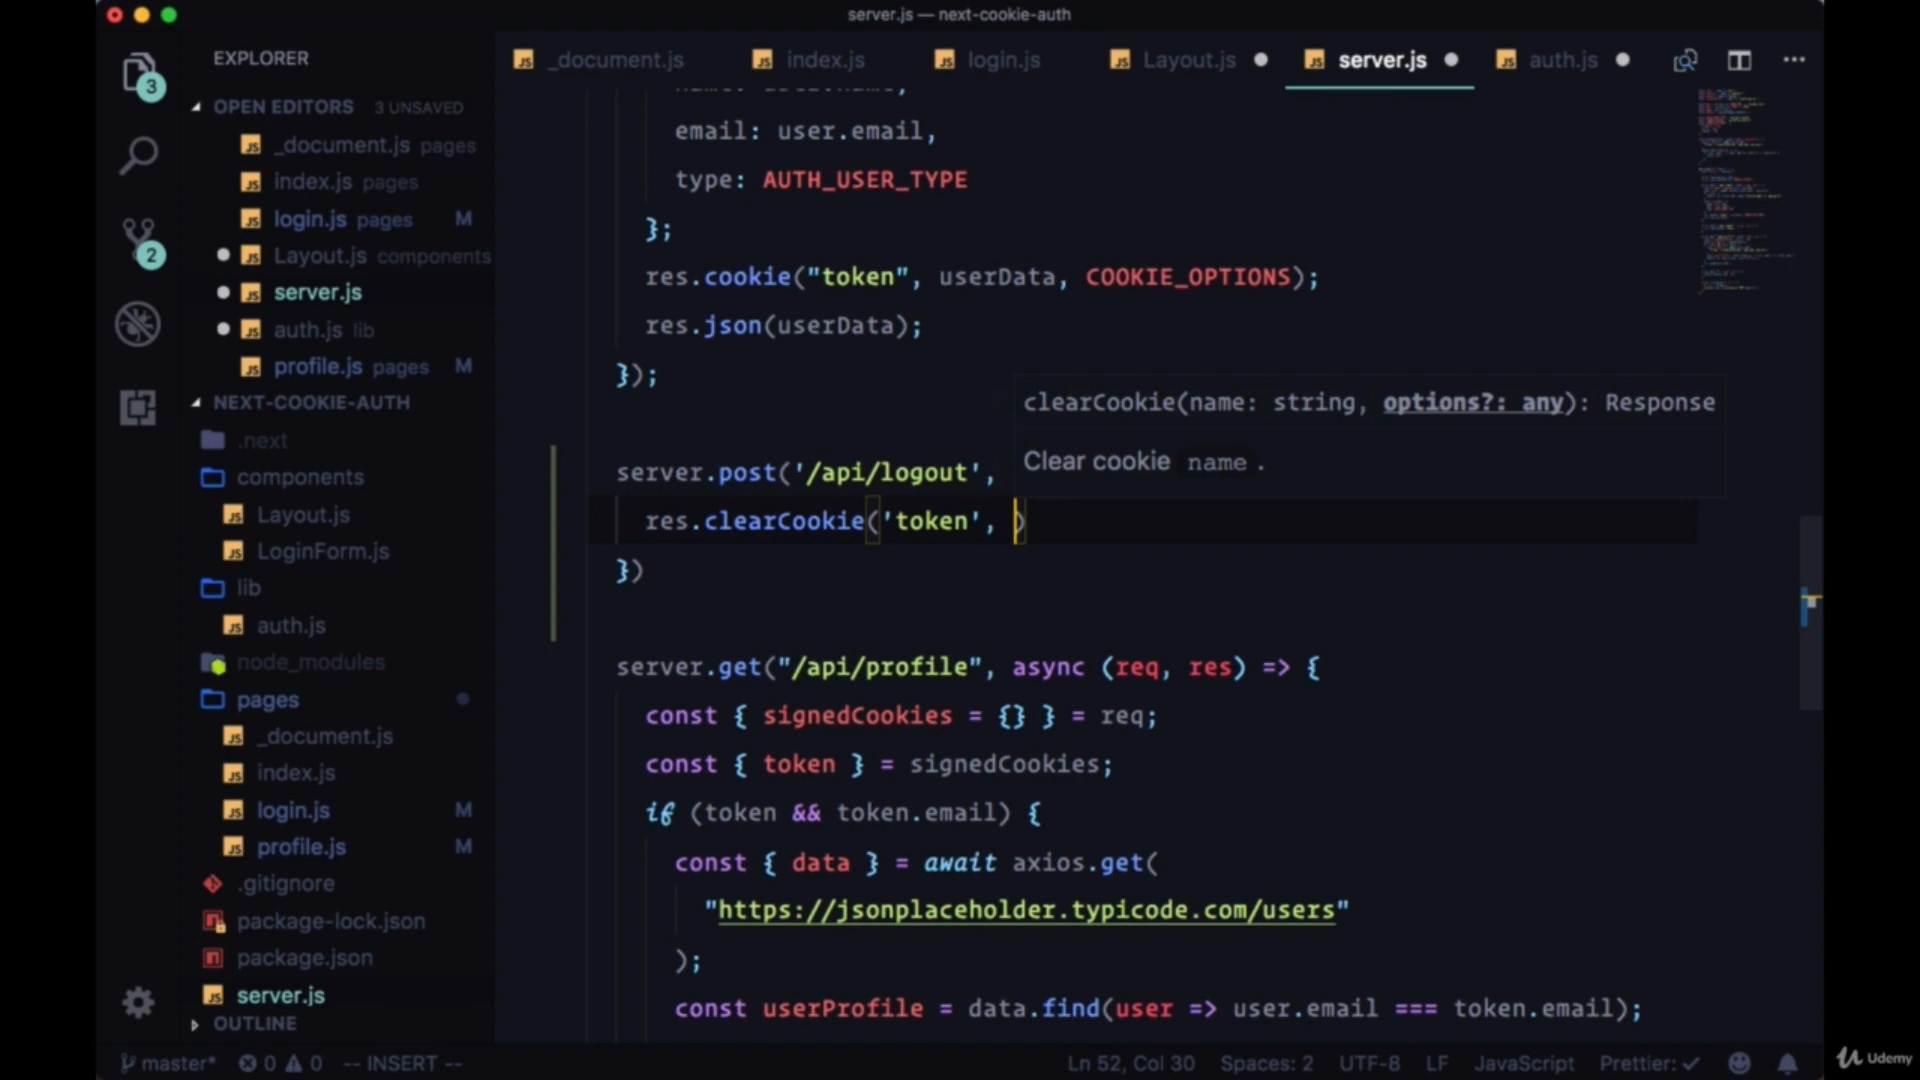 server.js — next-cookie-auth
EXPLORER
OPEN EDITORS 3 UNSAVED
_document.js pages
index.js pages
login.js pages M
Layout.js components
server.js
auth.js lib
profile.js pages M
NEXT-COOKIE-AUTH
.next
components
Layout.js
LoginForm.js
lib
auth.js
node_modules
pages
_document.js
index.js
login.js M
profile.js M
.gitignore
package-lock.json
package.json
server.js
OUTLINE
3
2
_document.js index.js login.js Layout.js server.js auth.js
email: user.email,
type: AUTH_USER_TYPE
};
res.cookie("token", userData, COOKIE_OPTIONS);
res.json(userData);
});
clearCookie(name: string, options?: any): Response
Clear cookie name .
server.post('/api/logout',
res.clearCookie('token', )
})
server.get("/api/profile", async (req, res) => {
const { signedCookies = {} } = req;
const { token } = signedCookies;
if (token && token.email) {
const { data } = await axios.get(
"https://jsonplaceholder.typicode.com/users"
);
const userProfile = data.find(user => user.email === token.email);
master* 0 0 -- INSERT -- Ln 52, Col 30 Spaces: 2 UTF-8 LF JavaScript Prettier: ✓
Udemy